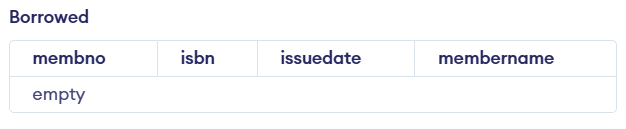 Borrowed
membno isbn issuedate membername
empty